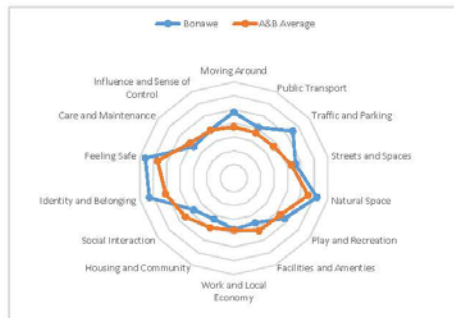 Bonawe
A&B Average
Moving Around
Public Transport
Traffic and Parking
Streets and Spaces
Natural Space
Play and Recreation
Facilities and Amenties
Work and Local
Economy
Housing and Community
Social Interaction
Identity and Belonging
Feeling Safe
Care and Maintenance
Influence and Sense of
Control